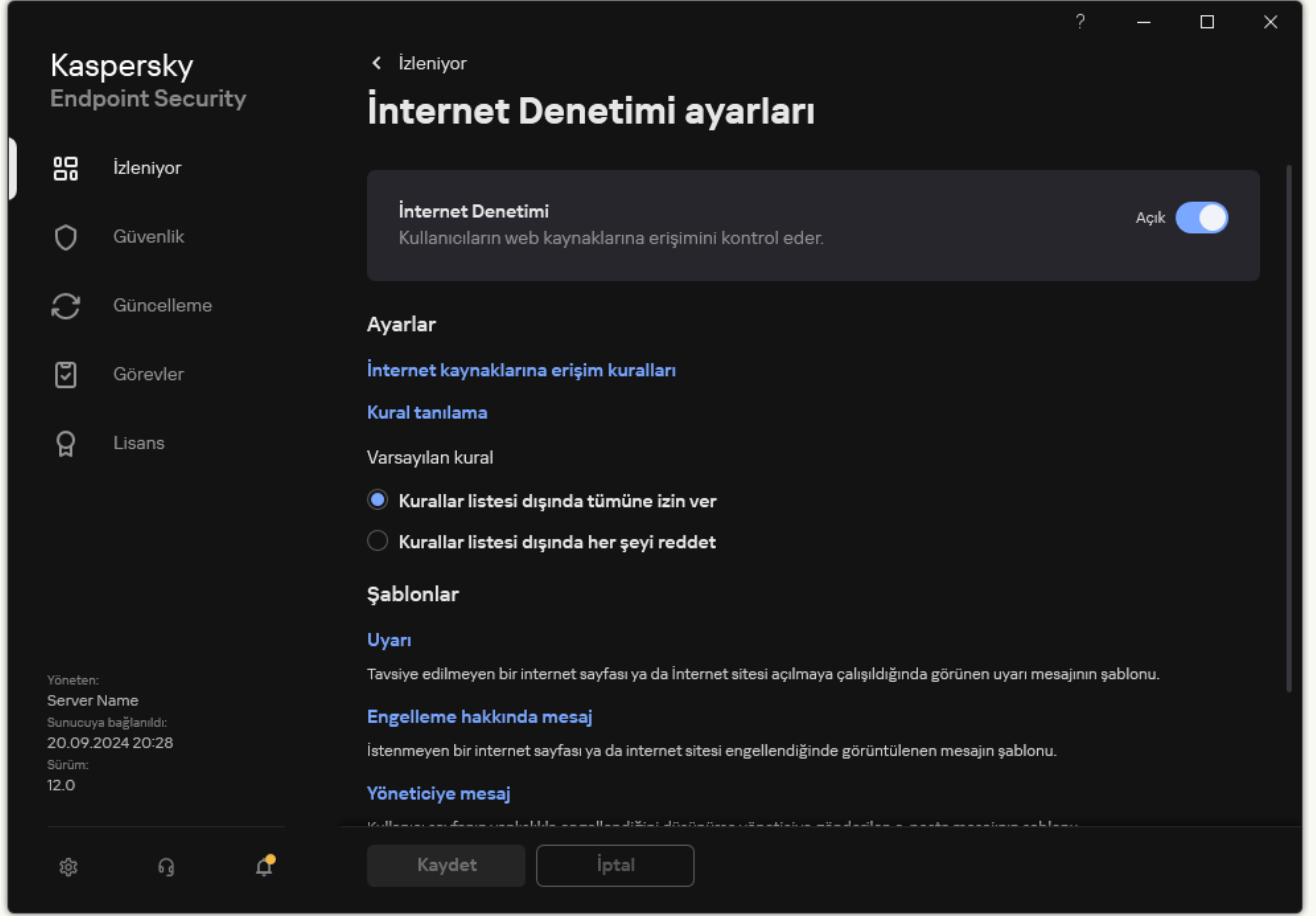 ?
Kaspersky
Endpoint Security
İzleniyor
Güvenlik
Güncelleme
Görevler
Lisans
Yöneten:
Server Name
Sunucuya bağlanıldı:
20.09.2024 20:28
Sürüm:
12.0
İzleniyor
İnternet Denetimi ayarları
İnternet Denetimi
Kullanıcıların web kaynaklarına erişimini kontrol eder.
Açık
Ayarlar
İnternet kaynaklarına erişim kuralları
Kural tanılama
Varsayılan kural
Kurallar listesi dışında tümüne izin ver
Kurallar listesi dışında her şeyi reddet
Şablonlar
Uyarı
Tavsiye edilmeyen bir internet sayfası ya da İnternet sitesi açılmaya çalışıldığında görünen uyarı mesajının şablonu.
Engelleme hakkında mesaj
İstenmeyen bir internet sayfası ya da internet sitesi engellendiğinde görüntülenen mesajın şablonu.
Yöneticiye mesaj
Kaydet
İptal